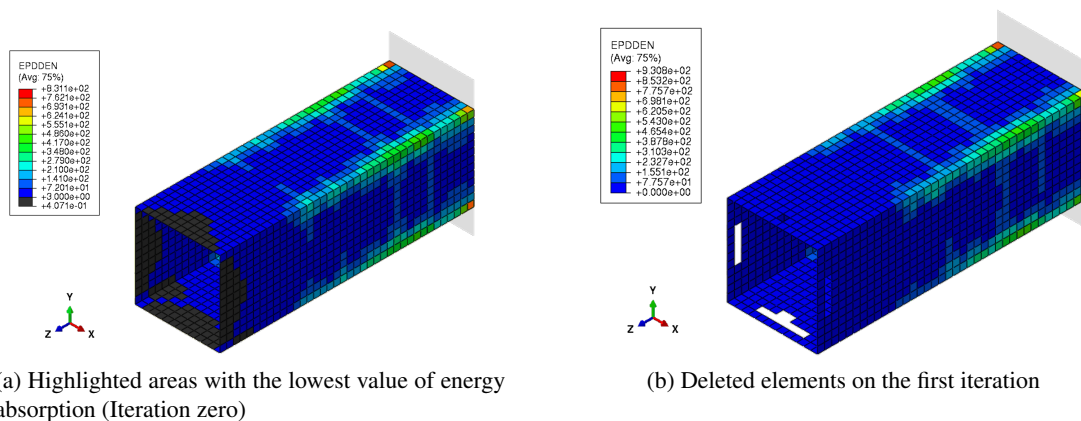 EPDDEN
(Avg: 75%)
+8.311e+02
+7.621e+02
+6.931e+02
+6.241e+02
+5.551e+02
+4.860e+02
+4.170e+02
+3.480e+02
+2.790e+02
+2.100e+02
+1.410e+02
+7.201e+01
+3.000e+00
+4.071e-01
Y
Z X
(a) Highlighted areas with the lowest value of energy
absorption (Iteration zero)
EPDDEN
(Avg: 75%)
+9.308e+02
+8.532e+02
+7.757e+02
+6.981e+02
+6.205e+02
+5.430e+02
+4.654e+02
+3.878e+02
+3.103e+02
+2.327e+02
+1.551e+02
+7.757e+01
+0.000e+00
Y
Z X
(b) Deleted elements on the first iteration